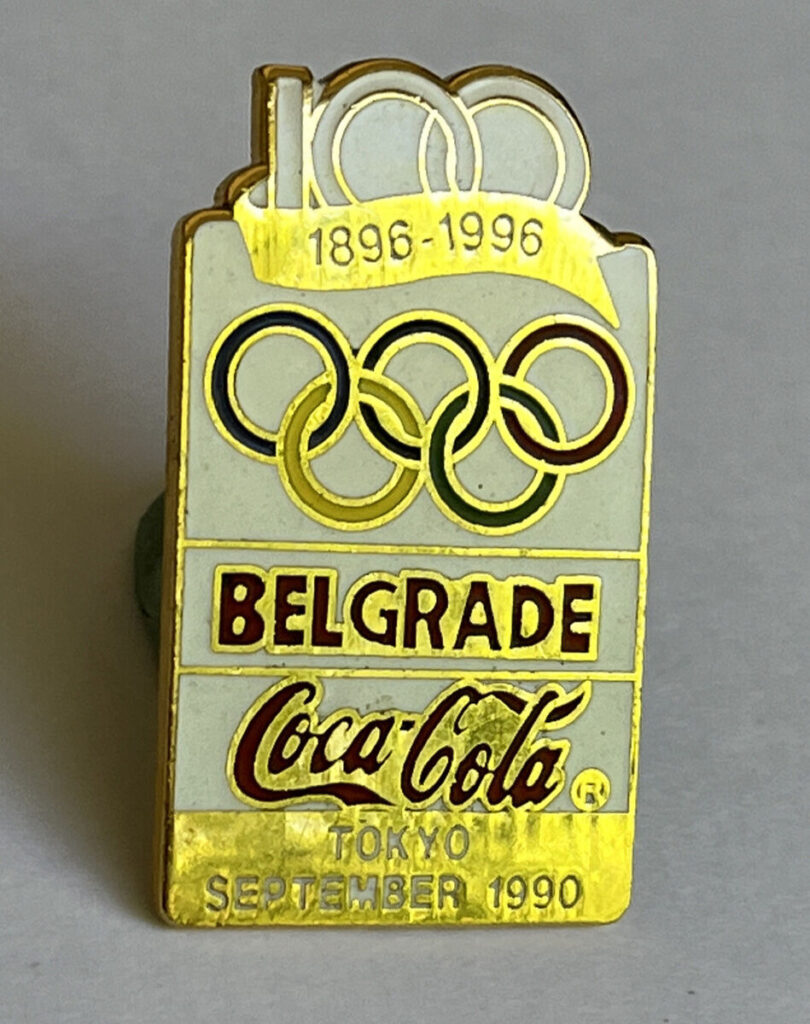 100
1896-1996
BELGRADE
Coca-Cola ®
TOKYO
SEPTEMBER 1990